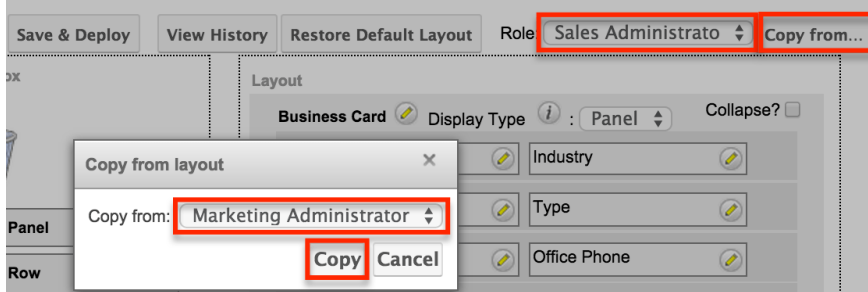 Save & Deploy View History Restore Default Layout Role: Sales Administrato Copy from...
Layout
Business Card Display Type i : Panel Collapse?
Copy from layout ×
Industry
Copy from: Marketing Administrator
Type
Panel
Copy Cancel
Office Phone
Row